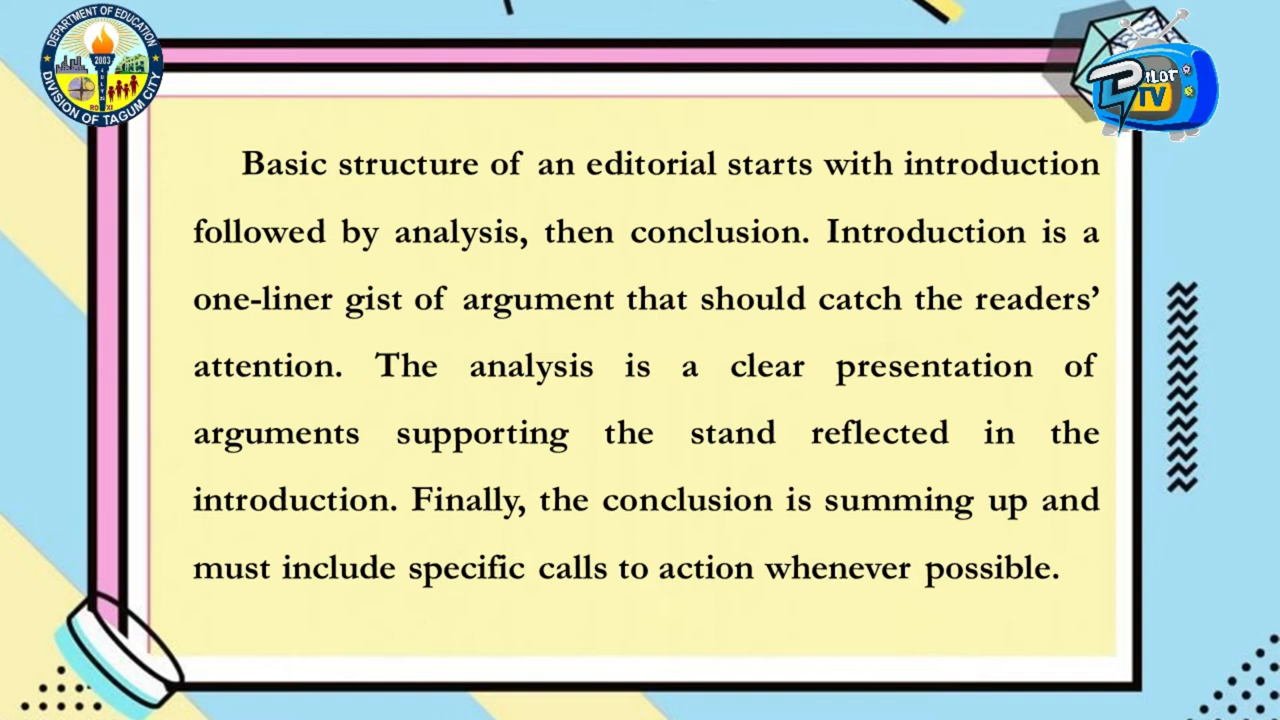 DEPARTMENT OF EDUCATION
2003
RO XI
DIVISION OF TAGUM CITY
PILOT
TV
Basic structure of an editorial starts with introduction
followed by analysis, then conclusion. Introduction is a
one-liner gist of argument that should catch the readers’
attention. The analysis is a clear presentation of
arguments supporting the stand reflected in the
introduction. Finally, the conclusion is summing up and
must include specific calls to action whenever possible.